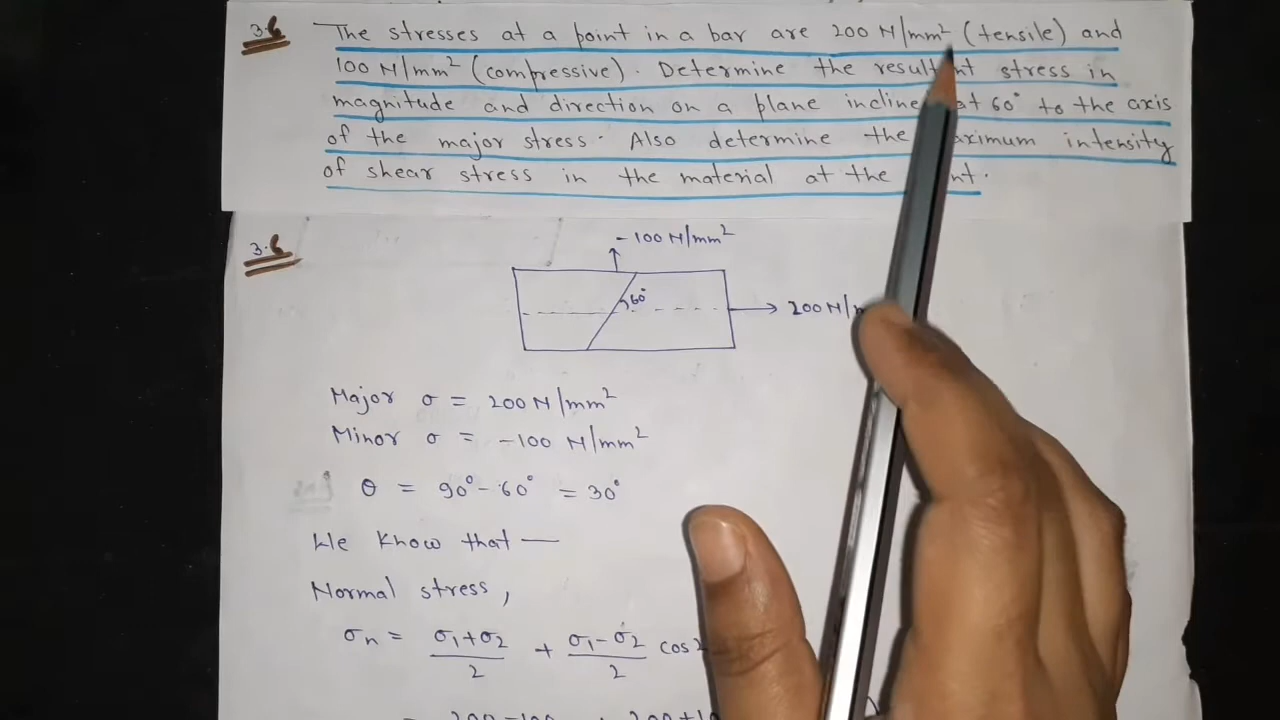 3.6 The stresses at a point in a bar are 200 N/mm² (tensile) and
100 N/mm² (compressive). Determine the resultant stress in
magnitude and direction on a plane at 60° to the axis
of the major stress. Also determine the intensity
of shear stress in the material at the
3.6
-100 N/mm²
60°
200 N/
Major σ = 200 N/mm²
Minor σ = -100 N/mm²
θ = 90° - 60° = 30°
We Know that —
Normal stress,
σn = σ1+σ2/2 + σ1-σ2/2 cos
= 200-100 200+